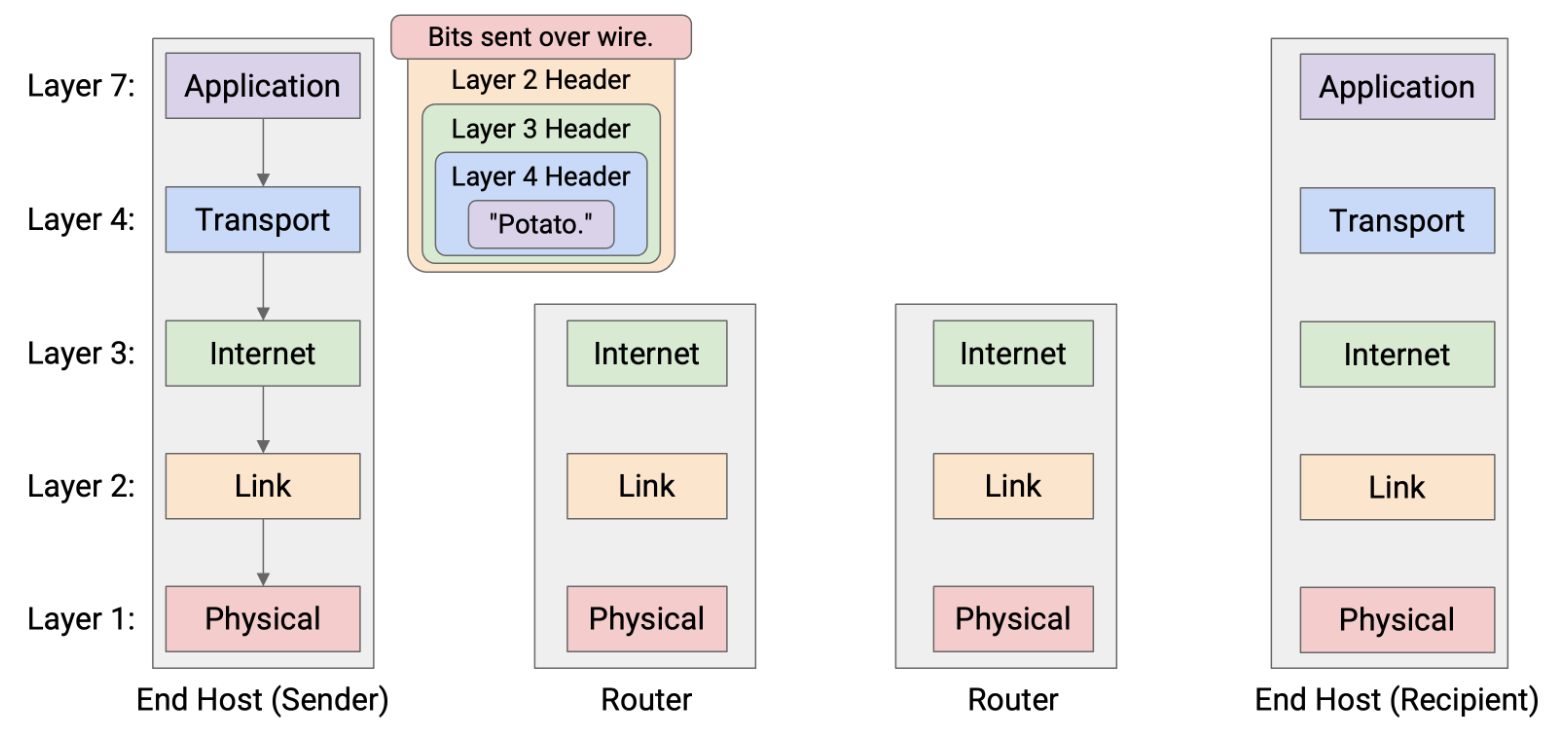 Bits sent over wire.
Layer 2 Header
Layer 3 Header
Layer 4 Header
"Potato."
Layer 7:
Application
Application
Layer 4:
Transport
Transport
Layer 3:
Internet
Internet
Internet
Internet
Layer 2:
Link
Link
Link
Link
Layer 1:
Physical
Physical
Physical
Physical
End Host (Sender)
Router
Router
End Host (Recipient)